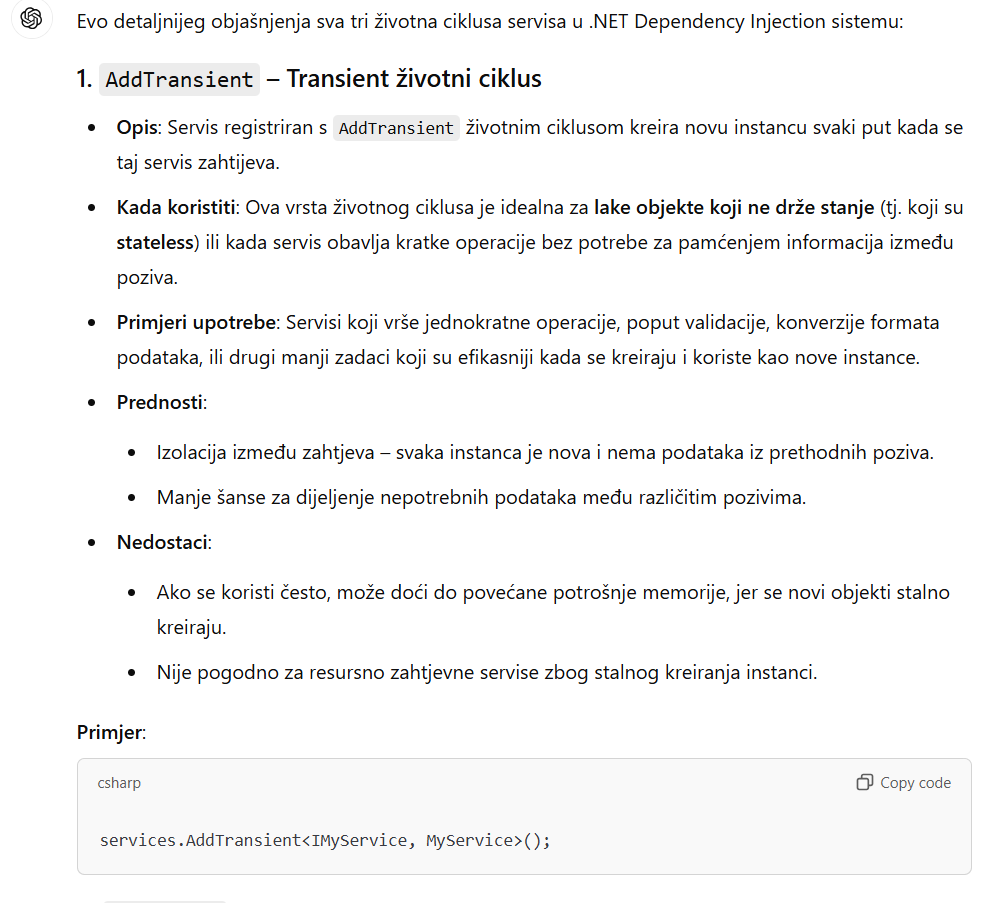 Evo detaljnijeg objašnjenja sva tri životna ciklusa servisa u .NET Dependency Injection sistemu:
1. AddTransient – Transient životni ciklus
• Opis: Servis registriran s AddTransient životnim ciklusom kreira novu instancu svaki put kada se
taj servis zahtijeva.
• Kada koristiti: Ova vrsta životnog ciklusa je idealna za lake objekte koji ne drže stanje (tj. koji su
stateless) ili kada servis obavlja kratke operacije bez potrebe za pamćenjem informacija između
poziva.
• Primjeri upotrebe: Servisi koji vrše jednokratne operacije, poput validacije, konverzije formata
podataka, ili drugi manji zadaci koji su efikasniji kada se kreiraju i koriste kao nove instance.
• Prednosti:
• Izolacija između zahtjeva – svaka instanca je nova i nema podataka iz prethodnih poziva.
• Manje šanse za dijeljenje nepotrebnih podataka među različitim pozivima.
• Nedostaci:
• Ako se koristi često, može doći do povećane potrošnje memorije, jer se novi objekti stalno
kreiraju.
• Nije pogodno za resursno zahtjevne servise zbog stalnog kreiranja instanci.
Primjer:
csharp Copy code
services.AddTransient<IMyService, MyService>();